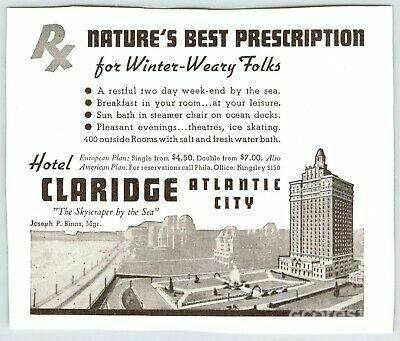 Rx NATURE'S BEST PRESCRIPTION
for Winter-Weary Folks
● A restful two day week-end by the sea.
● Breakfast in your room...at your leisure.
● Sun bath in steamer chair on ocean decks.
● Pleasant evenings...theatres, ice skating.
400 outside Rooms with salt and fresh water bath.
Hotel European Plan: Single from $4.50. Double from $7.00. Also
American Plan. For reservations call Phila. Office: Kingsley 3150
CLARIDGE ATLANTIC CITY
"The Skyscraper by the Sea"
Joseph P. Binns, Mgr.